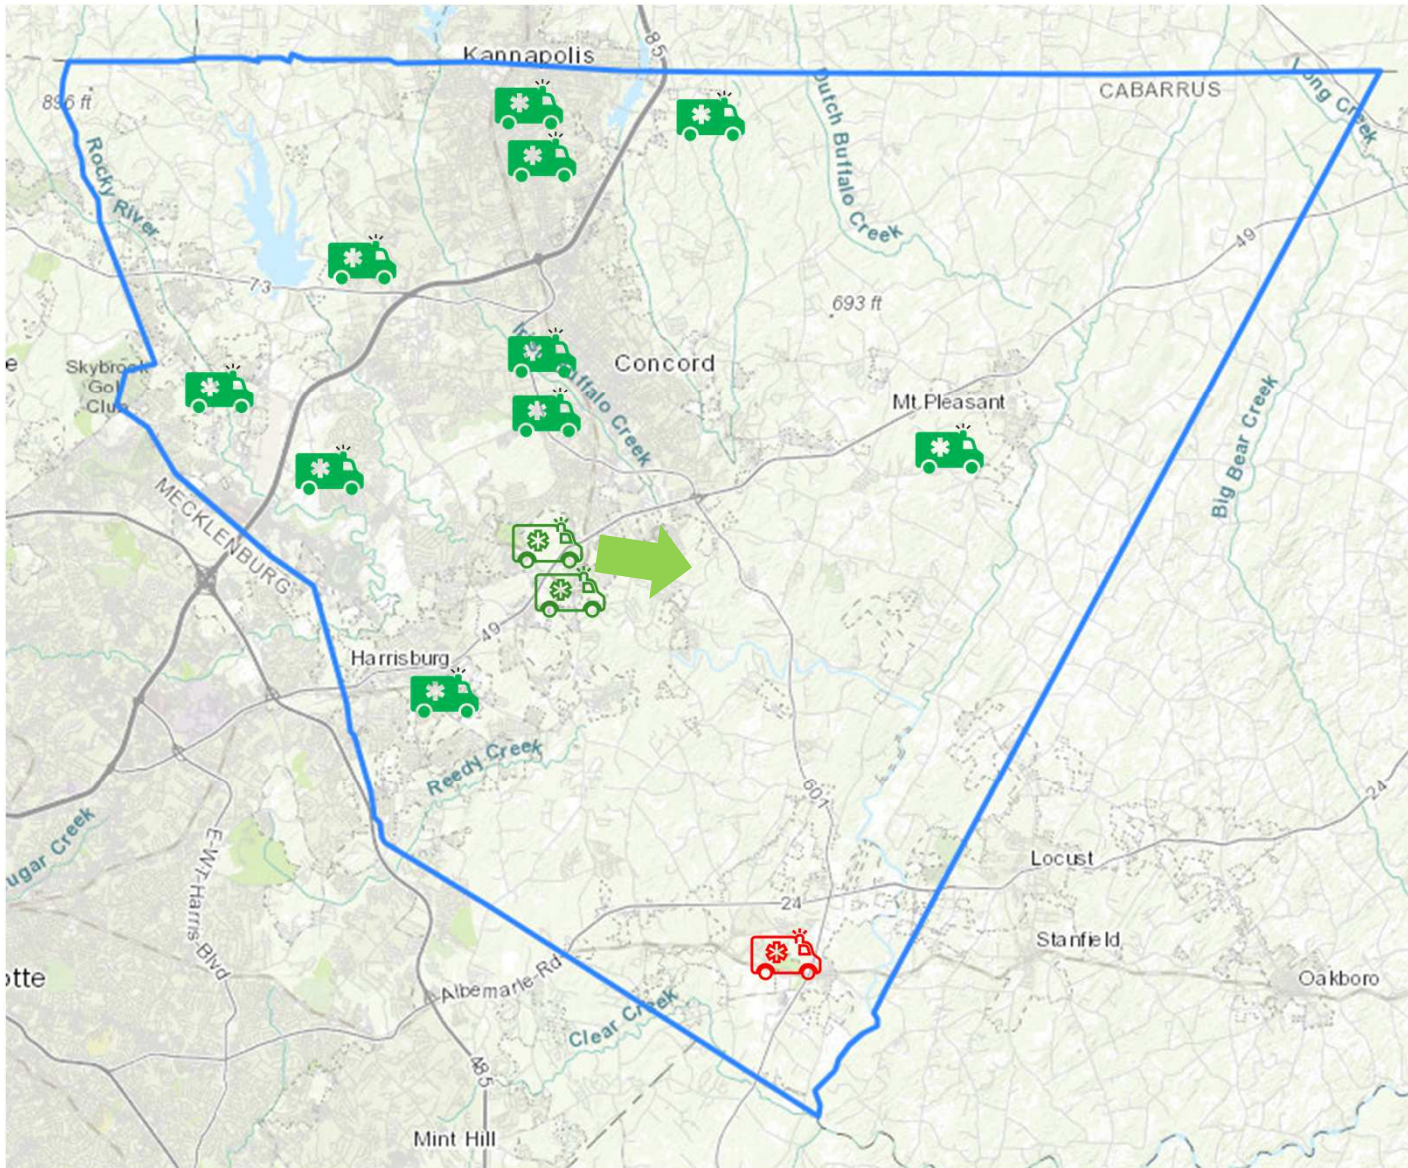 Kannapolis
85
CABARRUS
Long Creek
896 ft
Rocky River
Dutch Buffalo Creek
49
73
693 ft
e
Skybrook
Golf
Club
Concord
Buffalo Creek
Mt Pleasant
Big Bear Creek
MECKLENBURG
49
Harrisburg
Reedy Creek
601
24
ugar Creek
E-W-T-Harris-Blvd
Locust
24
Stanfield
otte
Albemarle-Rd
Oakboro
Clear Creek
485
Mint Hill